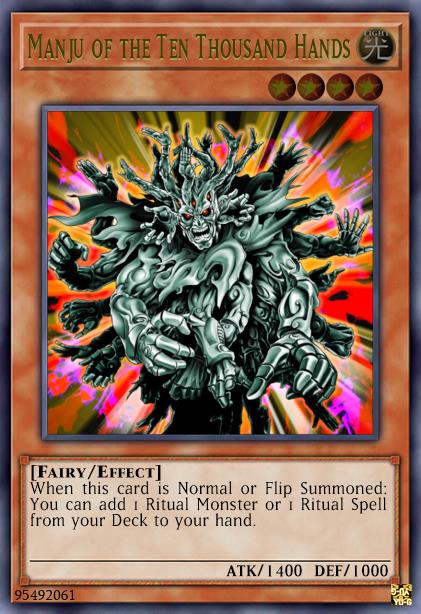 MANJU OF THE TEN THOUSAND HANDS
LIGHT
光
[FAIRY/EFFECT]
When this card is Normal or Flip Summoned:
You can add 1 Ritual Monster or 1 Ritual Spell
from your Deck to your hand.
ATK/1400 DEF/1000
95492061